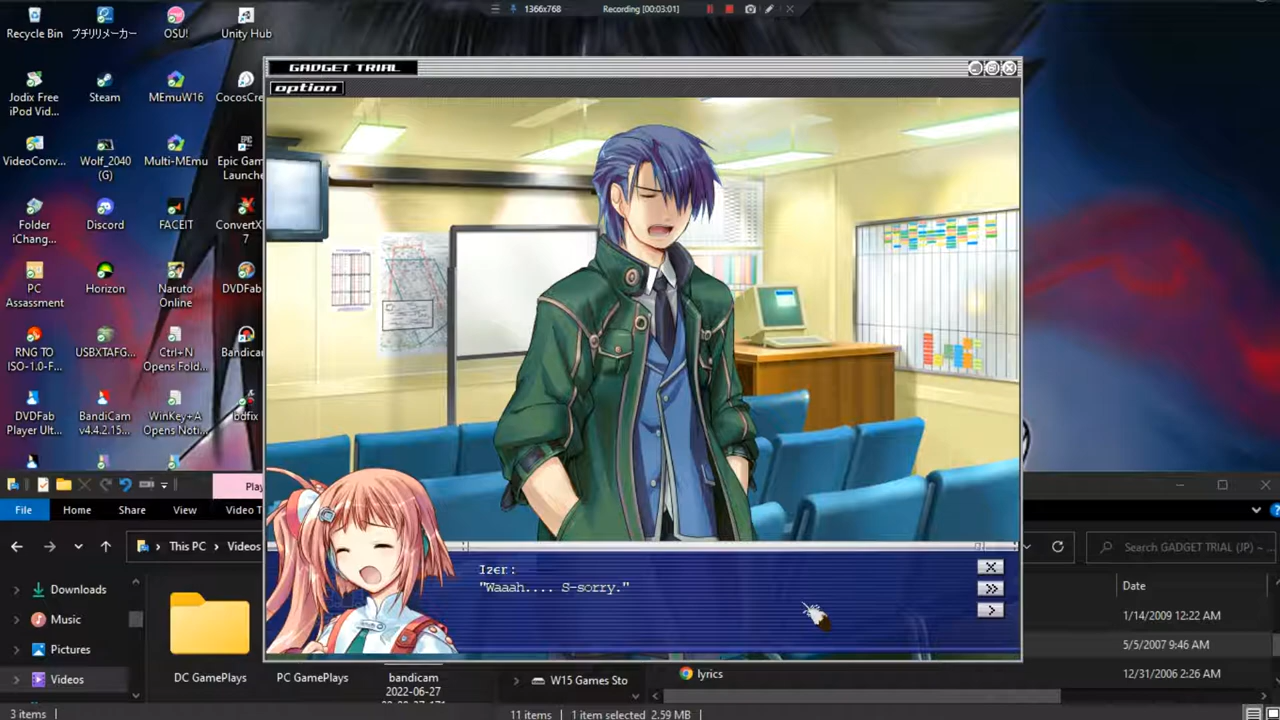 1366x768
Recording [00:03:01]
Recycle Bin
プチリリメーカー
OSU!
Unity Hub
GADGET TRIAL
option
Jodix Free
iPod Vid...
Steam
MEmuW16
CocosCre
VideoConv...
Wolf_2040
(G)
Multi-MEmu
Epic Gam
Launche
Folder
iChang...
Discord
FACEIT
ConvertX
7
PC
Assassment
Horizon
Naruto
Online
DVDFab
RNG TO
ISO-1.0-F...
USBXTAFG...
Ctrl+N
Opens Fold...
Bandicam
DVDFab
Player Ult...
BandiCam
v4.4.2.15...
WinKey+A
Opens Noti...
bdfix
Play
File
Home
Share
View
Video T
This PC
Videos
Search GADGET TRIAL (JP) -...
Izer:
"Waaah.... S-sorry."
Downloads
Music
Pictures
Videos
Date
1/14/2009 12:22 AM
5/5/2007 9:46 AM
12/31/2006 2:26 AM
DC GamePlays
PC GamePlays
bandicam
2022-06-27
W15 Games Sto
lyrics
3 items
11 items
1 item selected 2.59 MB